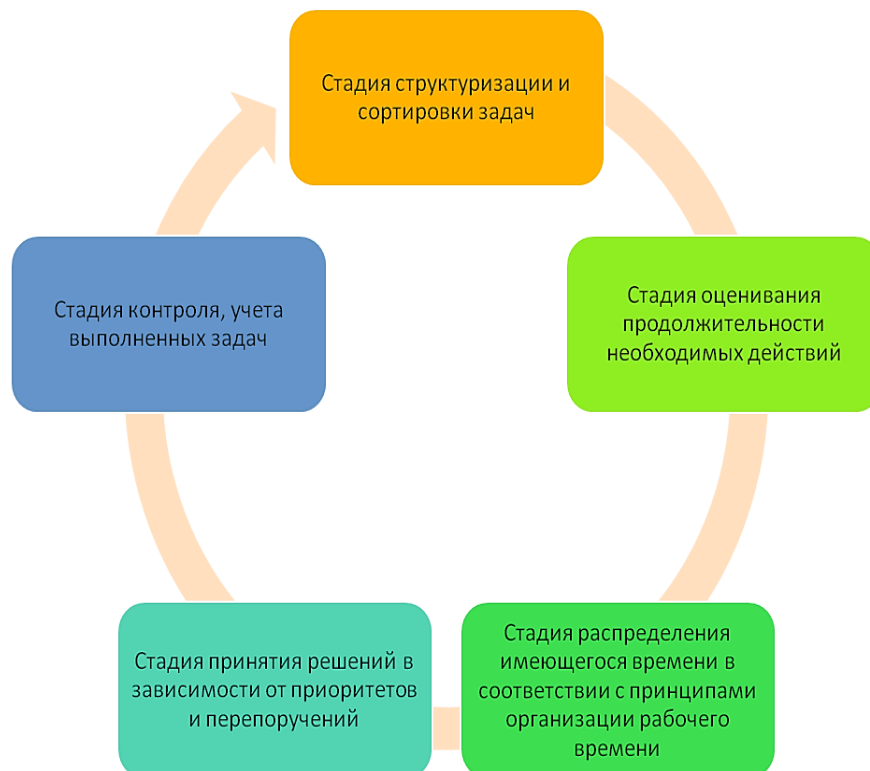 Стадия структуризации и
сортировки задач
Стадия оценивания
продолжительности
необходимых действий
Стадия распределения
имеющегося времени в
соответствии с принципами
организации рабочего
времени
Стадия принятия решений в
зависимости от приоритетов
и перепоручений
Стадия контроля, учета
выполненных задач